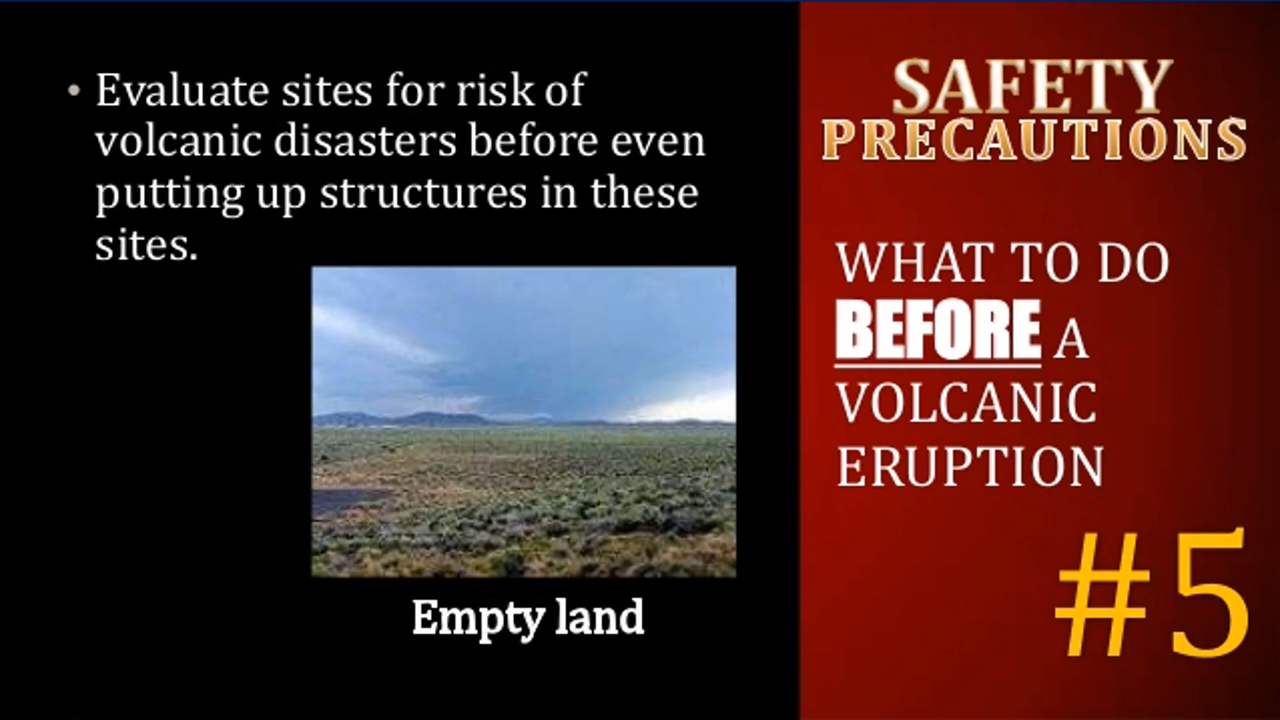 • Evaluate sites for risk of
volcanic disasters before even
putting up structures in these
sites.
Empty land
SAFETY
PRECAUTIONS
WHAT TO DO
BEFORE A
VOLCANIC
ERUPTION
#5